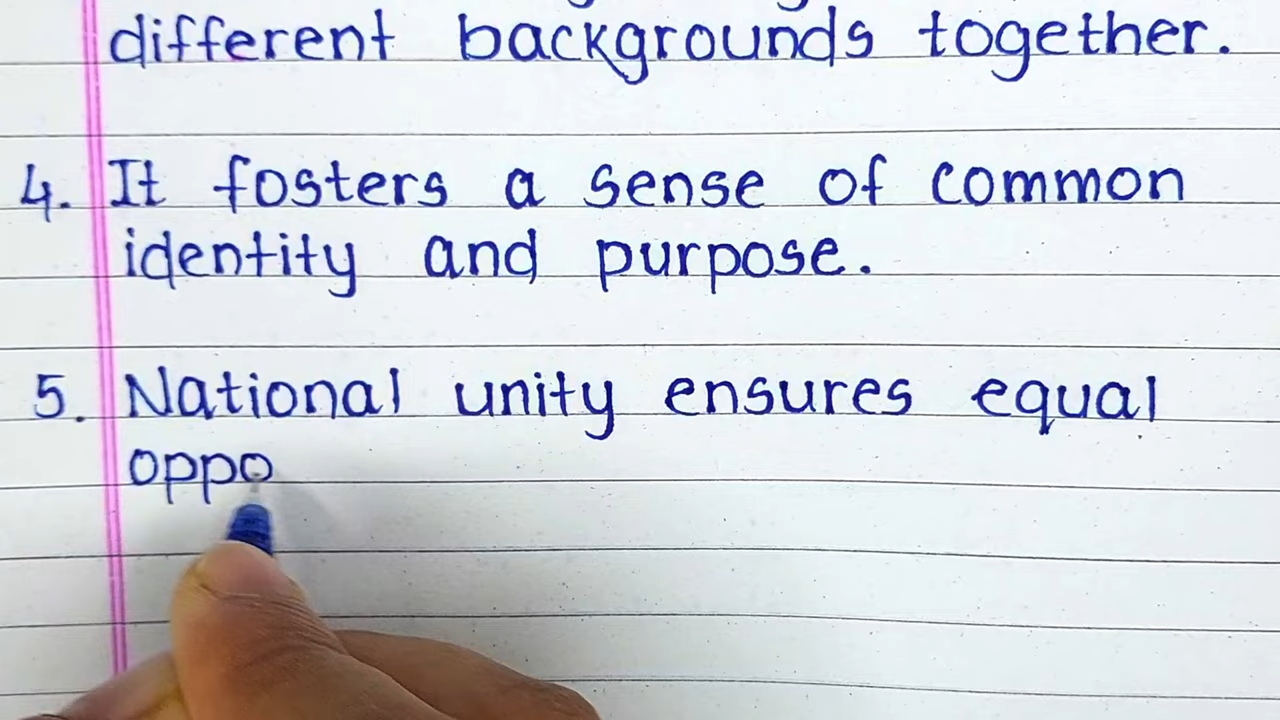 different backgrounds together.
4. It fosters a sense of common
identity and purpose.
5. National unity ensures equal
oppo